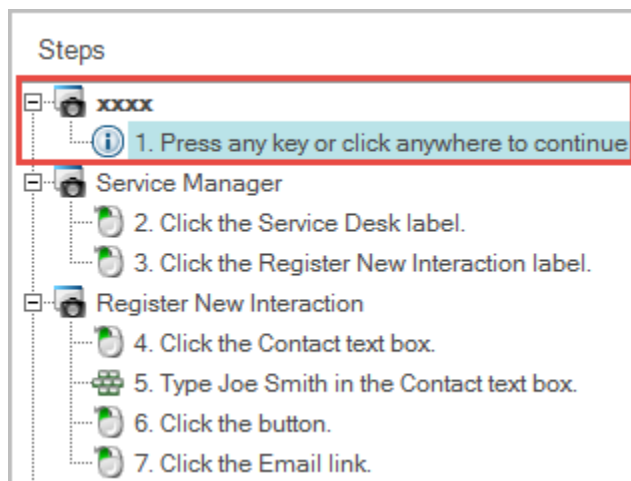 Steps
xxxx
1. Press any key or click anywhere to continue
Service Manager
2. Click the Service Desk label.
3. Click the Register New Interaction label.
Register New Interaction
4. Click the Contact text box.
5. Type Joe Smith in the Contact text box.
6. Click the button.
7. Click the Email link.